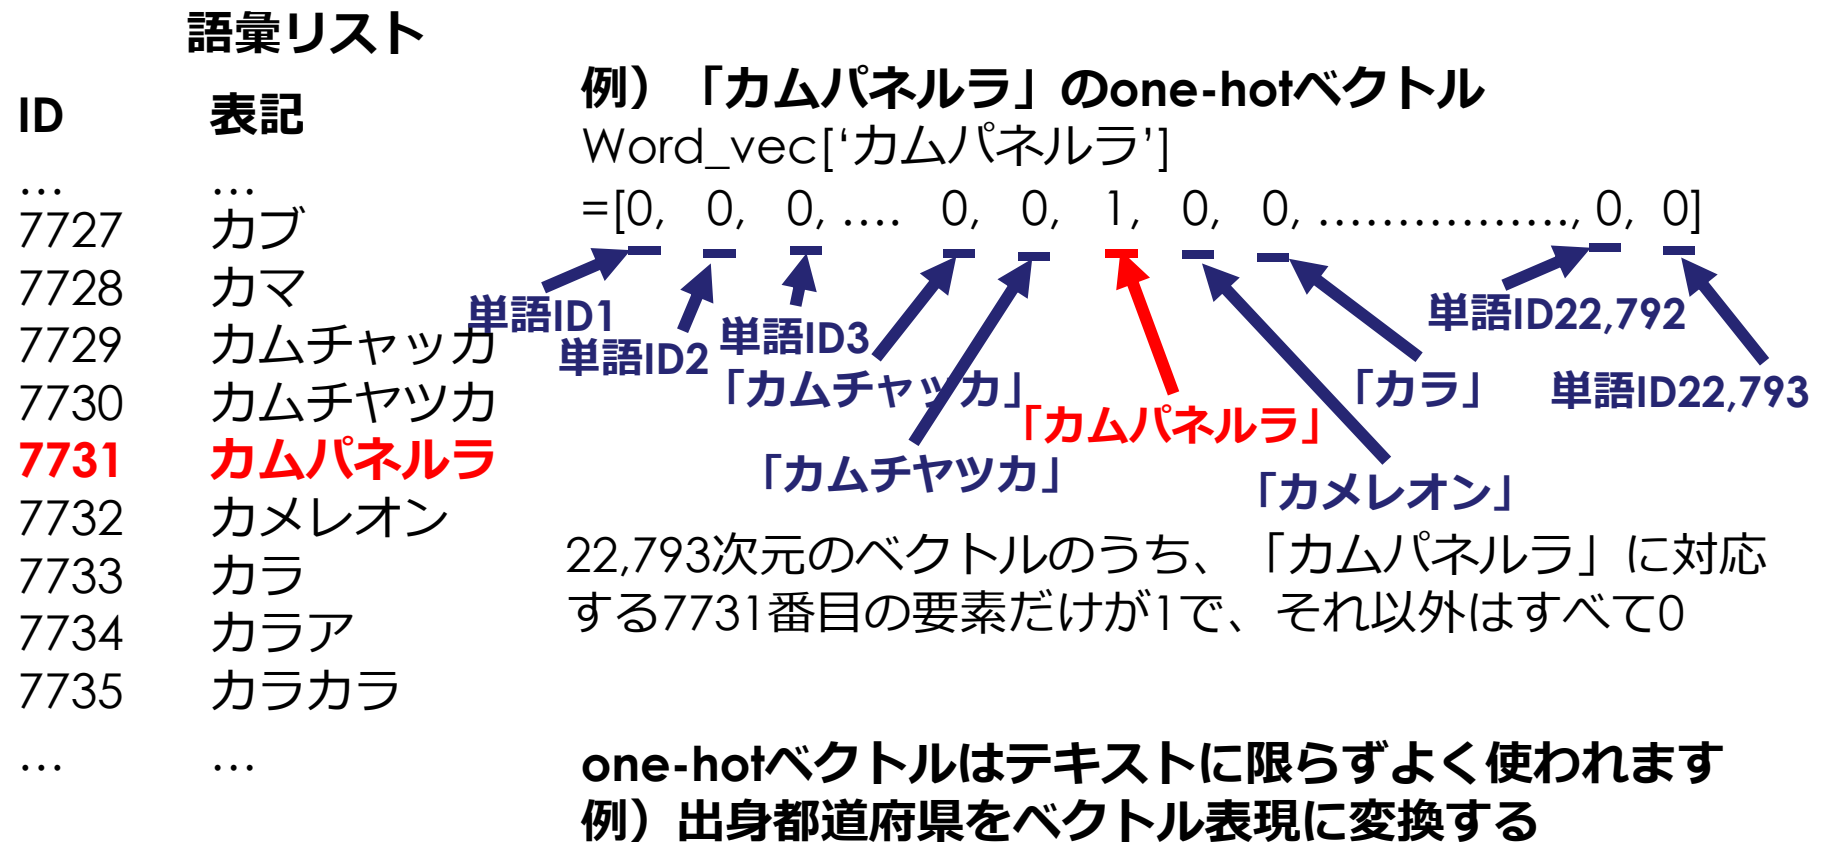 語彙リスト
ID 表記
… …
7727 カブ
7728 カマ
7729 カムチャッカ
7730 カムチヤツカ
7731 カムパネルラ
7732 カメレオン
7733 カラ
7734 カラア
7735 カラカラ
… …
例）「カムパネルラ」のone-hotベクトル
Word_vec[‘カムパネルラ’]
=[0, 0, 0, …. 0, 0, 1, 0, 0, ……………., 0, 0]
単語ID1
単語ID2
単語ID3
「カムチャッカ」
「カムチヤツカ」
「カムパネルラ」
「カメレオン」
「カラ」
単語ID22,792
単語ID22,793
22,793次元のベクトルのうち、「カムパネルラ」に対応
する7731番目の要素だけが1で、それ以外はすべて0
one-hotベクトルはテキストに限らずよく使われます
例）出身都道府県をベクトル表現に変換する